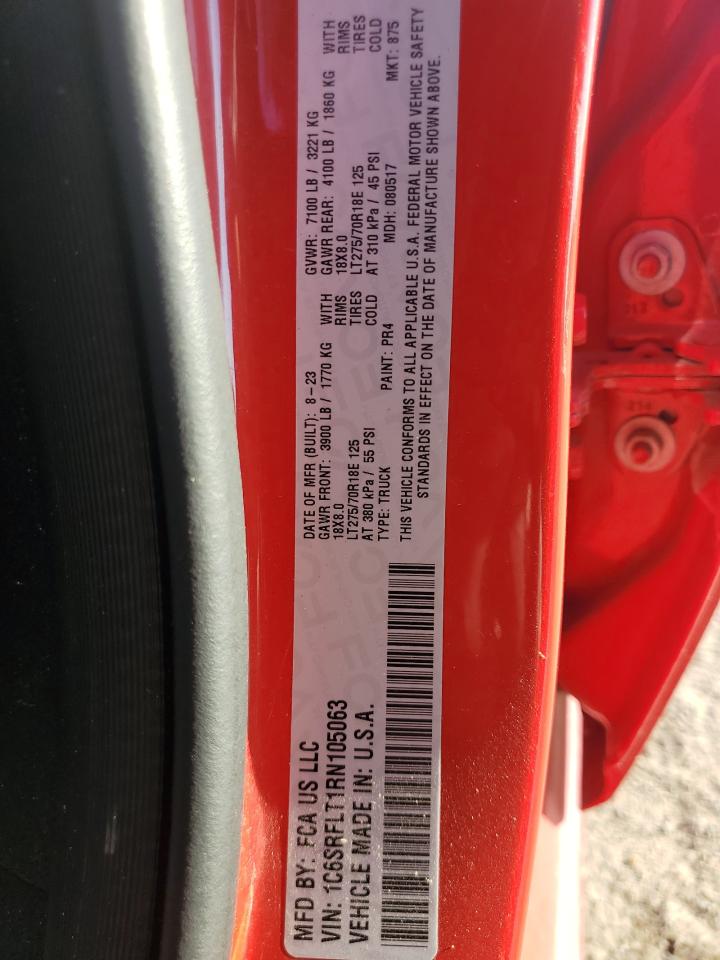 MFD BY: FCA US LLC
VIN: 1C6SRFLT1RN105063
VEHICLE MADE IN: U.S.A.
DATE OF MFR (BUILT): 8-23 GVWR: 7100 LB / 3221 KG
GAWR FRONT: 3900 LB / 1770 KG WITH GAWR REAR: 4100 LB / 1860 KG WITH
18X8.0 RIMS 18X8.0 RIMS
LT275/70R18E 125 TIRES LT275/70R18E 125 TIRES
AT 380 kPa / 55 PSI COLD AT 310 kPa / 45 PSI COLD
TYPE: TRUCK PAINT: PR4 MDH: 080517 MKT: 875
THIS VEHICLE CONFORMS TO ALL APPLICABLE U.S.A. FEDERAL MOTOR VEHICLE SAFETY
STANDARDS IN EFFECT ON THE DATE OF MANUFACTURE SHOWN ABOVE.